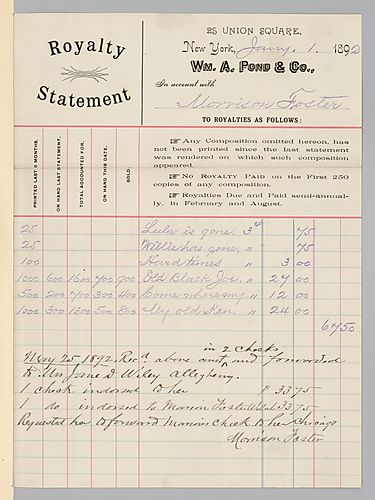 Royalty
Statement
25 UNION SQUARE,
New York, Jany. 1. 1892
WM. A. POND & CO.,
In account with
Morrison Foster
TO ROYALTIES AS FOLLOWS:
PRINTED LAST 6 MONTHS.
ON HAND LAST STATEMENT.
TOTAL ACCOUNTED FOR.
ON HAND THIS DATE.
SOLD.
☞ Any Composition omitted hereon, has
not been printed since the last statement
was rendered on which such composition
appeared.
☞ No ROYALTY PAID on the First 250
copies of any composition.
☞ Royalties Due and Paid semi-annual-
ly, in February and August.
25 Lula is gone. 3¢ 75
25 Willie has gone. " 75
100 Hard times " 3 00
1000 600 1600 700 900 Old Black Joe. " 27 00
500 200 700 300 400 Come where my. " 12 00
1000 300 1300 500 800 My old Ken. " 24 00
67 50
in 2 Checks
May 25 1892. Recd above amt and forwarded
to Mrs Jane D Wiley Allegheny.
1 check indorsed to her " 33 75
1 do indorsed to Marion Foster Welsh 33,75
Requested her to forward Marions Check to her Chicago
Morrison Foster